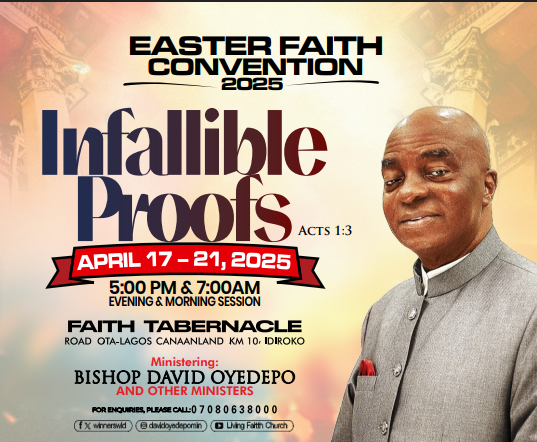 EASTER FAITH
CONVENTION
2025
Infallible
Proofs
ACTS 1:3
APRIL 17 – 21, 2025
5:00 PM & 7:00AM
EVENING & MORNING SESSION
FAITH TABERNACLE
ROAD OTA-LAGOS CANAANLAND KM 10, IDIROKO
Ministering:
BISHOP DAVID OYEDEPO
AND OTHER MINISTERS
FOR ENQUIRIES, PLEASE CALL: 07080638000
winnerswld davidoyedepomin Living Faitth Church